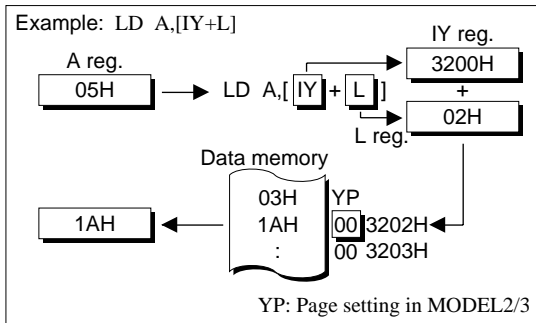 Example: LD A,[IY+L]
IY reg.
A reg.
3200H
05H
LD A,[ IY + L ]
+
02H
L reg.
Data memory
03H
YP
1AH
1AH
00 3202H
:
00 3203H
YP: Page setting in MODEL2/3